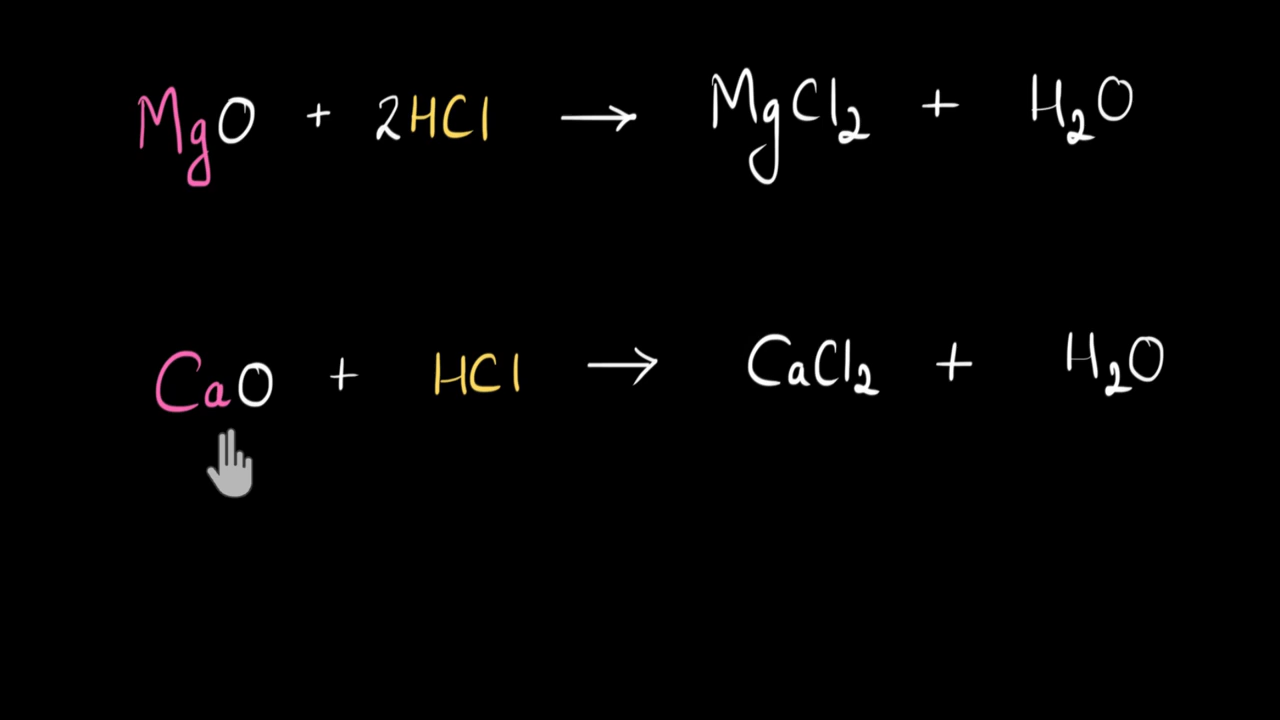 MgO + 2HCl → MgCl₂ + H₂O
CaO + HCl → CaCl₂ + H₂O